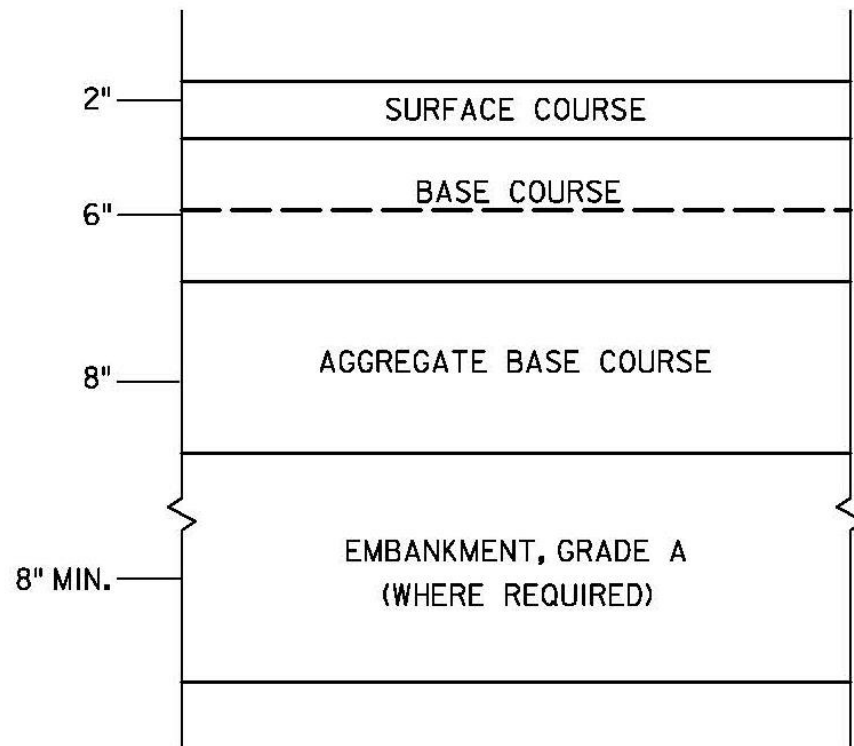 2"
SURFACE COURSE
BASE COURSE
6"
AGGREGATE BASE COURSE
8"
EMBANKMENT, GRADE A
8" MIN.
(WHERE REQUIRED)